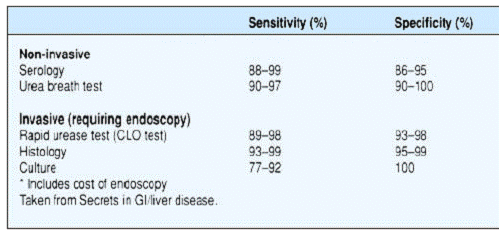 Sensitivity (%) Specificity (%)
Non-invasive
Serology 88–99 86–95
Urea breath test 90–97 90–100
Invasive (requiring endoscopy)
Rapid urease test (CLO test) 89–98 93–98
Histology 93–99 95–99
Culture 77–92 100
* Includes cost of endoscopy
Taken from Secrets in GI/liver disease.